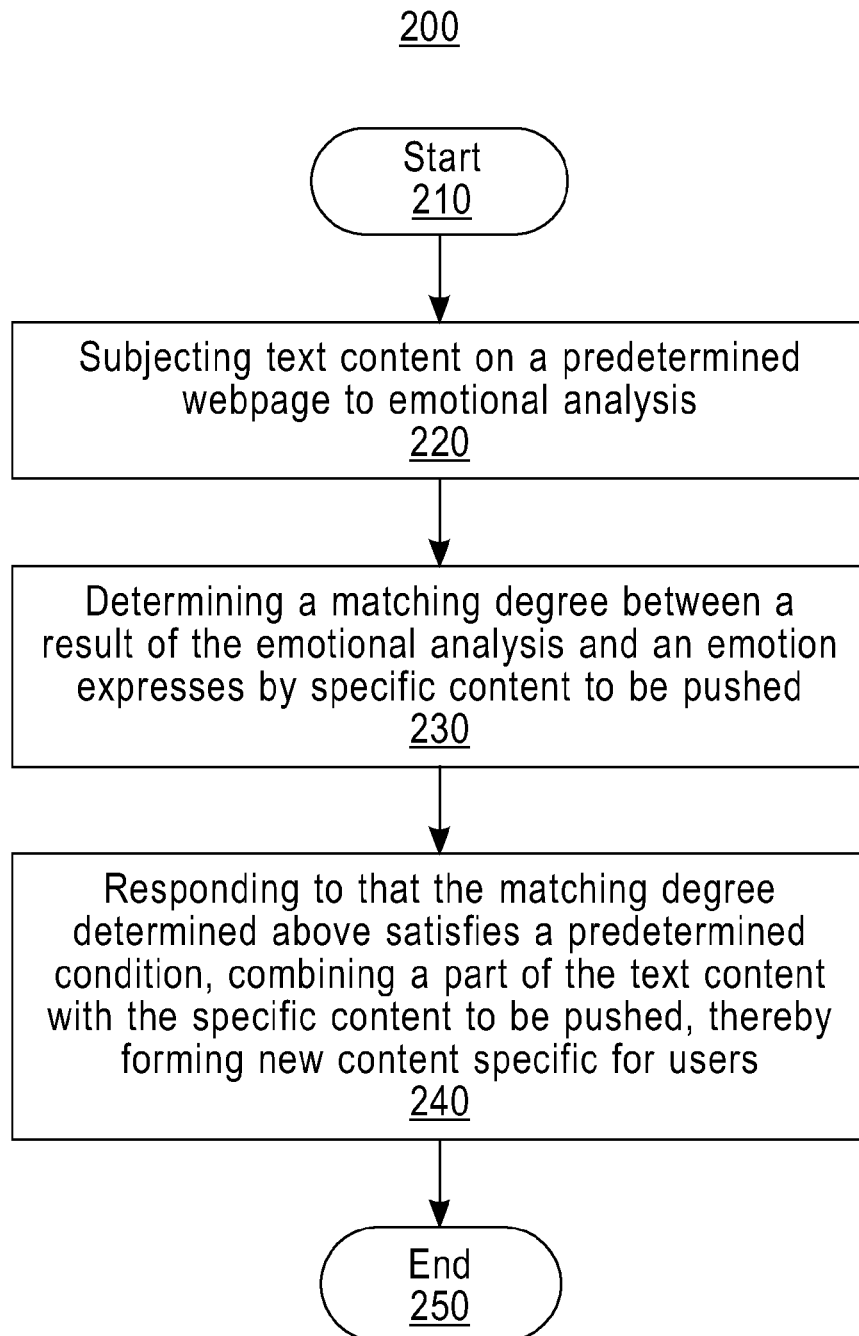 200
Start
210
Subjecting text content on a predetermined
webpage to emotional analysis
220
Determining a matching degree between a
result of the emotional analysis and an emotion
expresses by specific content to be pushed
230
Responding to that the matching degree
determined above satisfies a predetermined
condition, combining a part of the text content
with the specific content to be pushed, thereby
forming new content specific for users
240
End
250